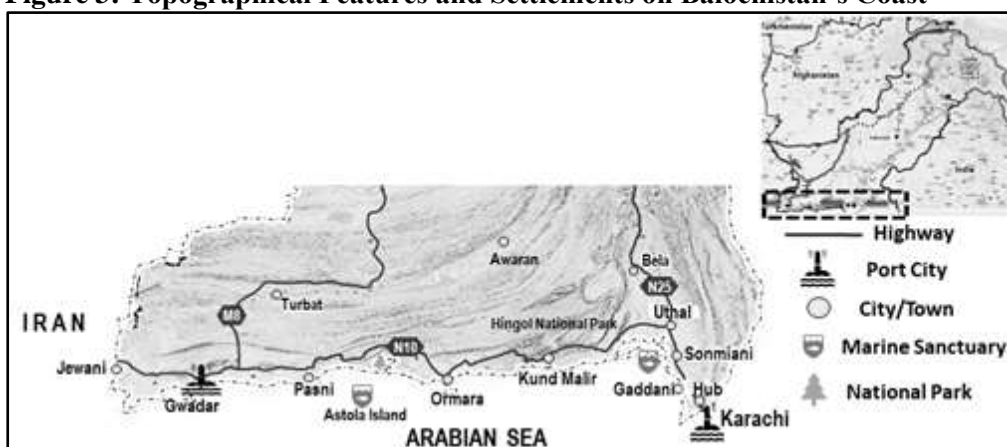 Figure 3: Topographical Features and Settlements on Balochistan's Coast
Afghanistan
India
Highway
Port City
City/Town
Marine Sanctuary
National Park
Awaran
Bela
N25
Turbat
M8
Uthal
IRAN
Hingol National Park
N10
Jewani
Sonmiani
Kund Malir
Gwadar
Pasni
Gaddani
Hub
Astola Island
Ormara
Karachi
ARABIAN SEA